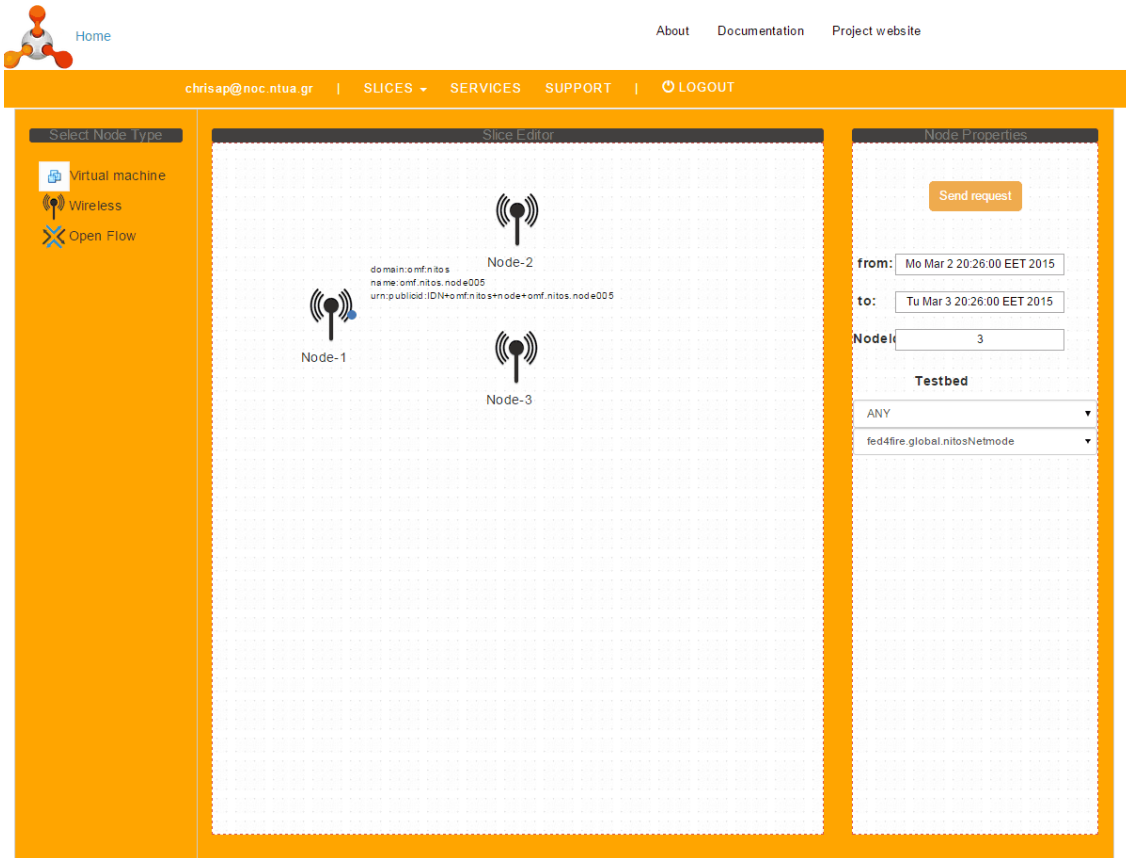 Home
About Documentation Project website
chrisap@noc.ntua.gr | SLICES SERVICES SUPPORT | LOGOUT
Select Node Type
Virtual machine
Wireless
Open Flow
Slice Editor
Node-2
domain:omf:nitos
name:omf.nitos.node005
urn:publicid:IDN+omf:nitos+node+omf.nitos.node005
Node-1
Node-3
Node Properties
Send request
from: Mo Mar 2 20:26:00 EET 2015
to: Tu Mar 3 20:26:00 EET 2015
NodeId 3
Testbed
ANY
fed4fire.global.nitosNetmode